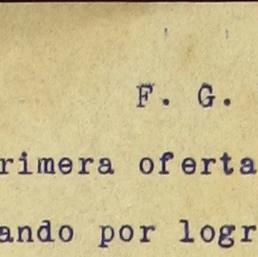 F. G.
rimera oferta
ando por logr